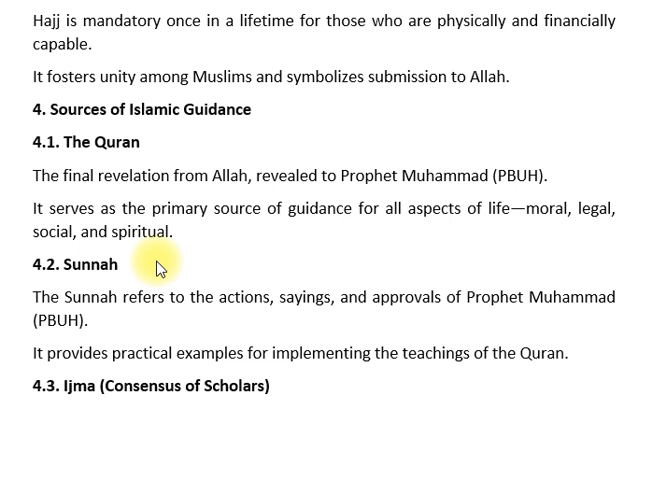 Hajj is mandatory once in a lifetime for those who are physically and financially
capable.
It fosters unity among Muslims and symbolizes submission to Allah.
4. Sources of Islamic Guidance
4.1. The Quran
The final revelation from Allah, revealed to Prophet Muhammad (PBUH).
It serves as the primary source of guidance for all aspects of life—moral, legal,
social, and spiritual.
4.2. Sunnah
The Sunnah refers to the actions, sayings, and approvals of Prophet Muhammad
(PBUH).
It provides practical examples for implementing the teachings of the Quran.
4.3. Ijma (Consensus of Scholars)